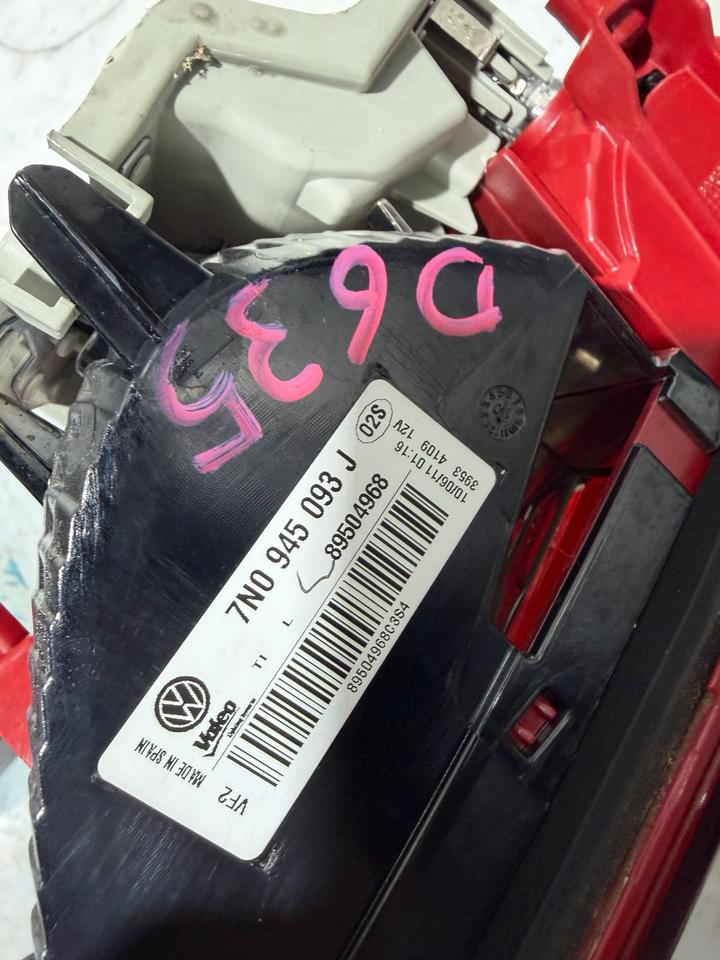 D635
02S
10/06/11 01:16
3953 4109 12V
7N0 945 093 J
TI L 89504968
89504968C3S4
Valeo
MADE IN SPAIN
VF2